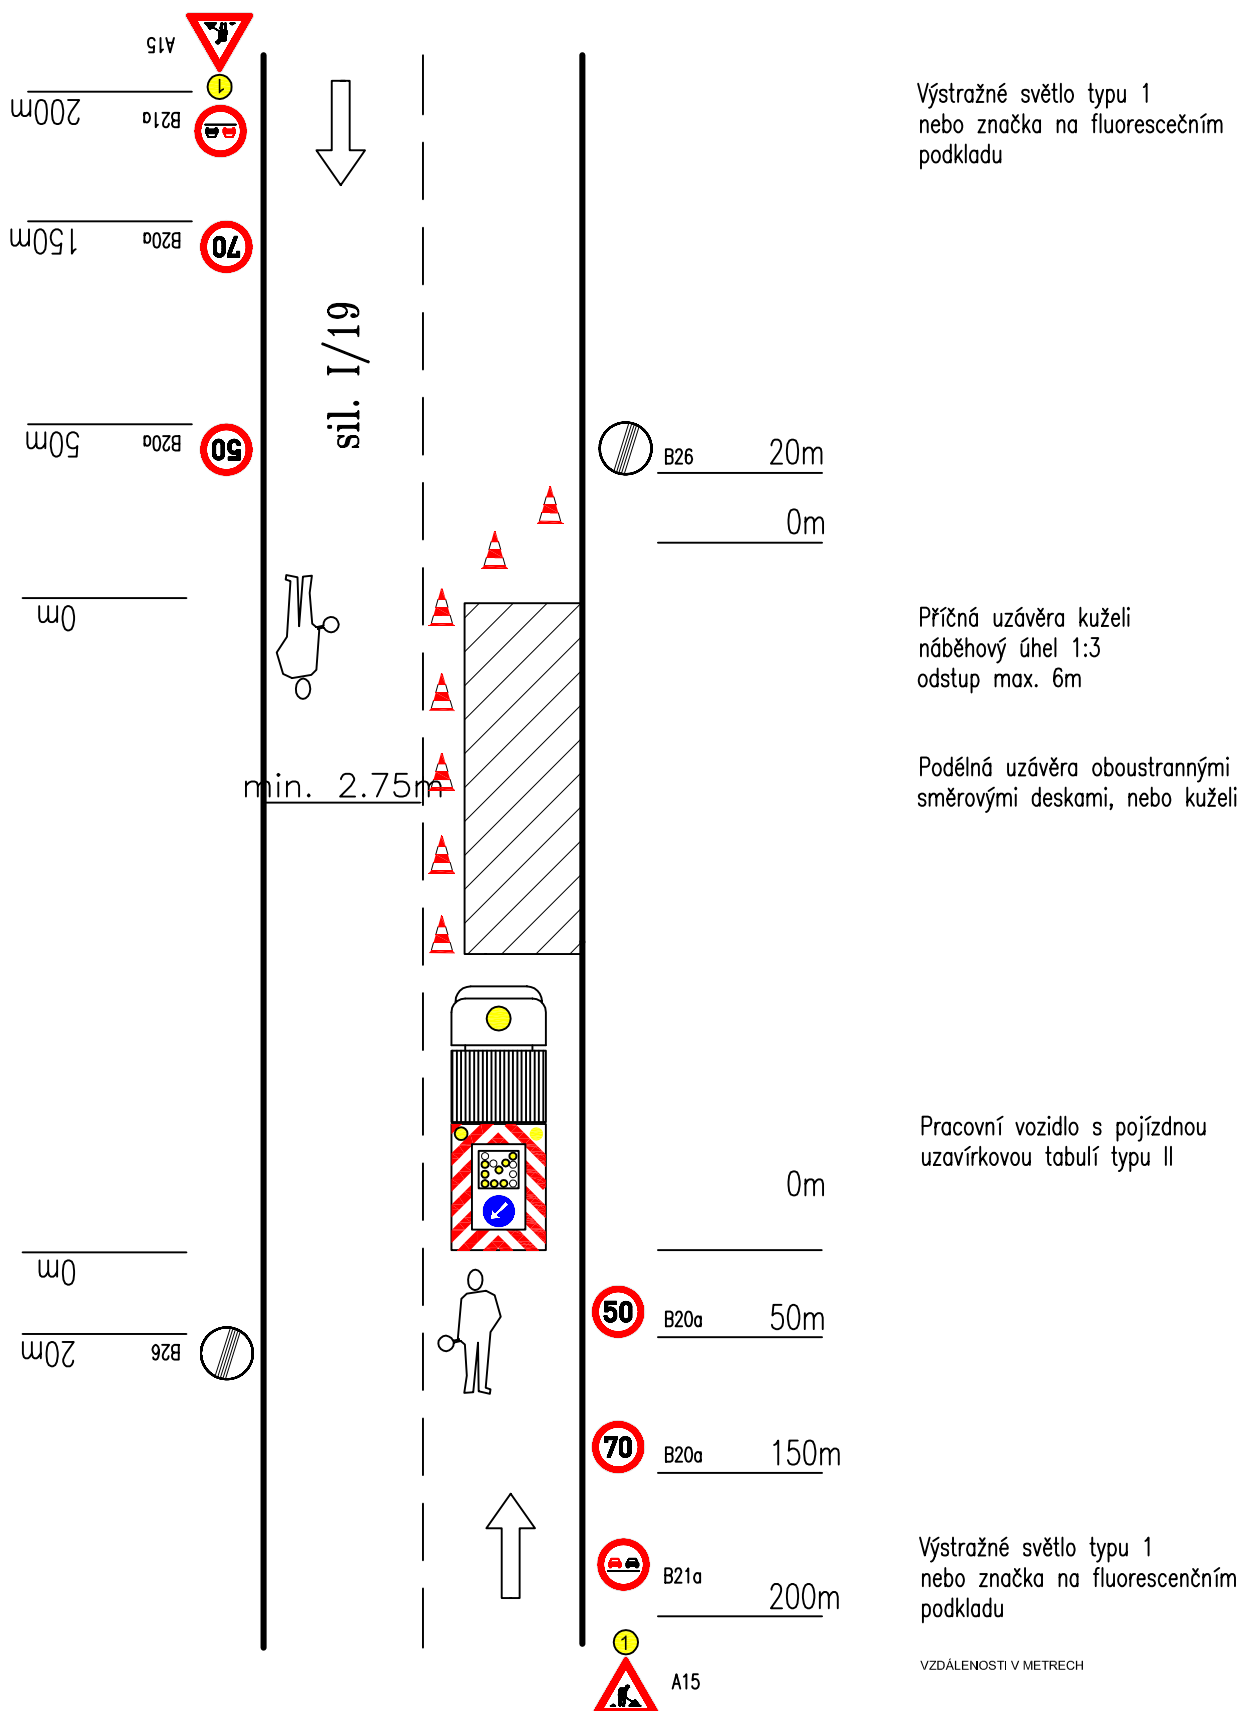 A15
1
200m
B21a
Výstražné světlo typu 1
nebo značka na fluorescečním
podkladu
150m
B20a
70
sil. I/19
50m
B20a
50
B26
20m
0m
0m
Příčná uzávěra kuželi
náběhový úhel 1:3
odstup max. 6m
min. 2.75m
Podélná uzávěra oboustrannými
směrovými deskami, nebo kuželi
Pracovní vozidlo s pojízdnou
uzavírkovou tabulí typu II
0m
0m
50
B20a
50m
20m
B26
70
B20a
150m
B21a
200m
Výstražné světlo typu 1
nebo značka na fluorescenčním
podkladu
1
A15
VZDÁLENOSTI V METRECH